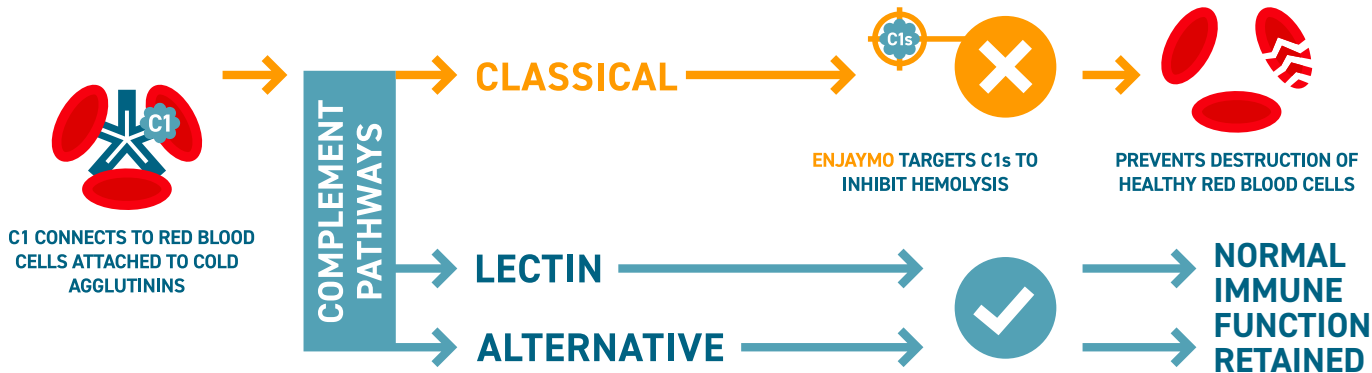 C1
C1 CONNECTS TO RED BLOOD
CELLS ATTACHED TO COLD
AGGLUTININS
COMPLEMENT
PATHWAYS
CLASSICAL
C1s
ENJAYMO TARGETS C1s TO
INHIBIT HEMOLYSIS
PREVENTS DESTRUCTION OF
HEALTHY RED BLOOD CELLS
LECTIN
ALTERNATIVE
NORMAL
IMMUNE
FUNCTION
RETAINED